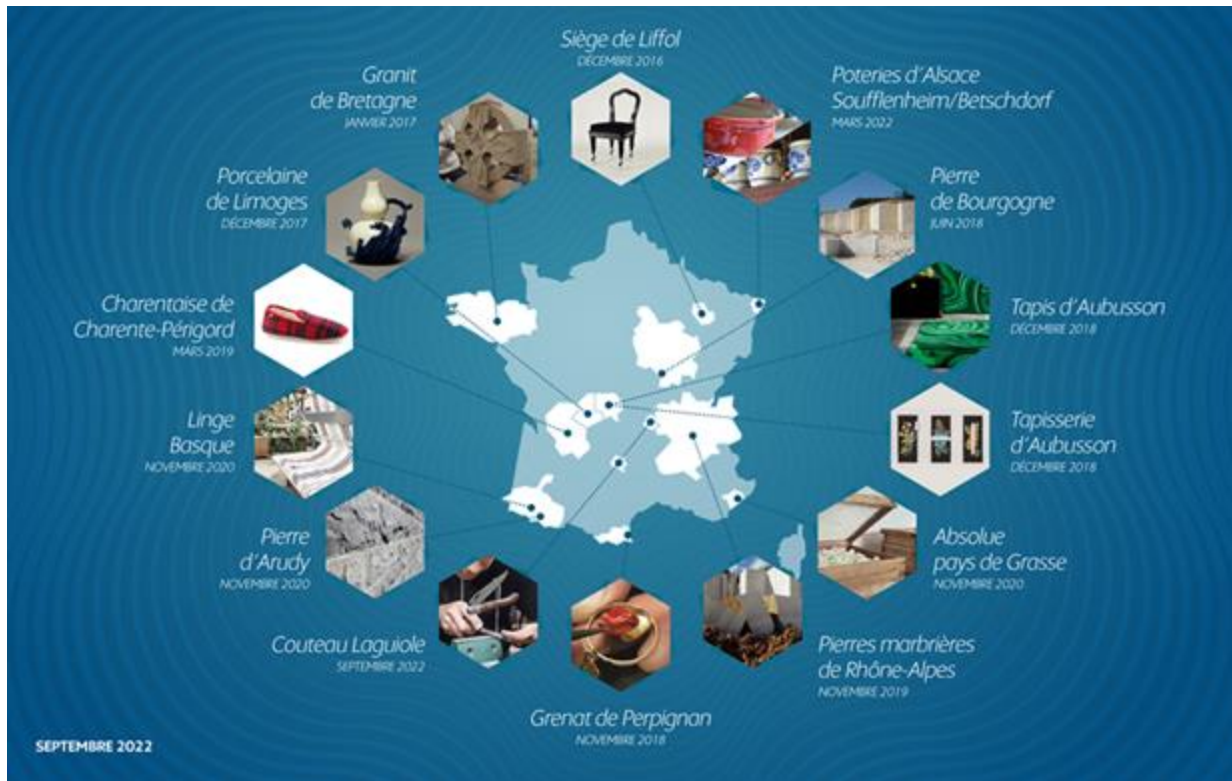 Siège de Liffol
DÉCEMBRE 2016
Granit
de Bretagne
JANVIER 2017
Poteries d'Alsace
Soufflenheim/Betschdorf
MARS 2022
Porcelaine
de Limoges
DÉCEMBRE 2017
Pierre
de Bourgogne
JUIN 2018
Charentaise de
Charente-Périgord
MARS 2019
Tapis d'Aubusson
DÉCEMBRE 2018
Linge
Basque
NOVEMBRE 2020
Tapisserie
d'Aubusson
DÉCEMBRE 2018
Pierre
d'Arudy
NOVEMBRE 2020
Absolue
pays de Grasse
NOVEMBRE 2020
Couteau Laguiole
SEPTEMBRE 2022
Pierres marbrières
de Rhône-Alpes
NOVEMBRE 2019
Grenat de Perpignan
NOVEMBRE 2018
SEPTEMBRE 2022